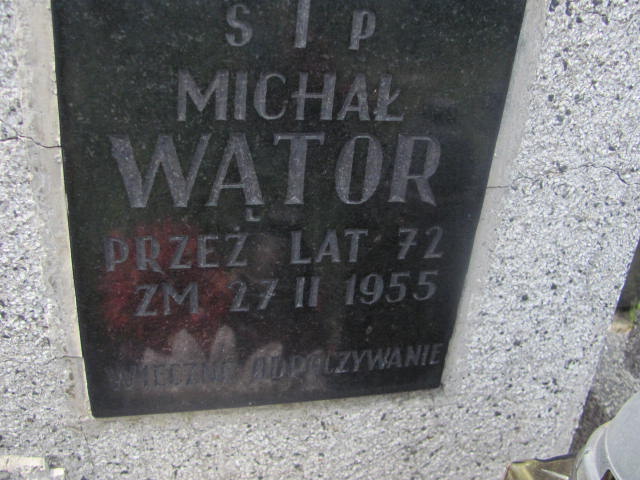 Ś † P
MICHAŁ
WĄTOR
PRZEŻ LAT 72
ZM 27 II 1955
WIECZNE ODPOCZYWANIE